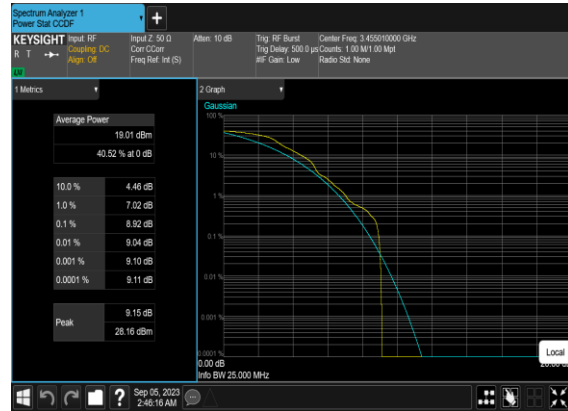 Spectrum Analyzer 1
Power Stat CCDF
+
KEYSIGHT
R T
LXI
Input: RF
Coupling: DC
Align: Off
Input Z: 50 Ω
Corr CCorr
Freq Ref: Int (S)
Atten: 10 dB
Trig: RF Burst
Trig Delay: 500.0 µs
#IF Gain: Low
Center Freq: 3.455010000 GHz
Counts: 1.00 M/1.00 Mpt
Radio Std: None
1 Metrics
Average Power
19.01 dBm
40.52 % at 0 dB
10.0 % 4.46 dB
1.0 % 7.02 dB
0.1 % 8.92 dB
0.01 % 9.04 dB
0.001 % 9.10 dB
0.0001 % 9.11 dB
Peak
9.15 dB
28.16 dBm
2 Graph
Gaussian
100 %
10 %
1 %
0.1 %
0.01 %
0.001 %
0.0001 %
0.00 dB
Info BW 25.000 MHz
Local
?
Sep 05, 2023
2:46:16 AM